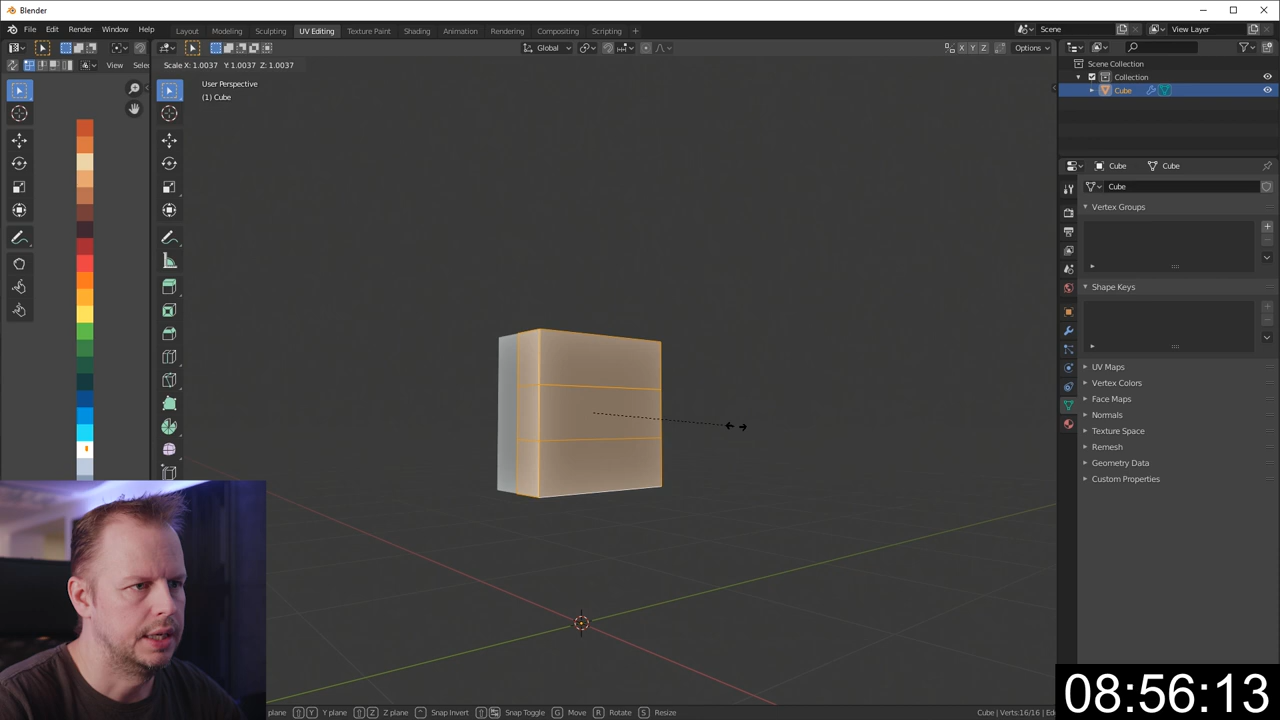 Blender
File Edit Render Window Help
Layout Modeling Sculpting UV Editing Texture Paint Shading Animation Rendering Compositing Scripting +
Scene
View Layer
Global
X Y Z
Options
View Selec
Scale X: 1.0037 Y: 1.0037 Z: 1.0037
User Perspective
(1) Cube
Scene Collection
Collection
Cube
Cube Cube
Cube
Vertex Groups
Shape Keys
UV Maps
Vertex Colors
Face Maps
Normals
Texture Space
Remesh
Geometry Data
Custom Properties
08:56:13
plane Y Y plane Z Z plane Snap Invert Snap Toggle G Move R Rotate S Resize
Cube | Verts:16/16 | Ed